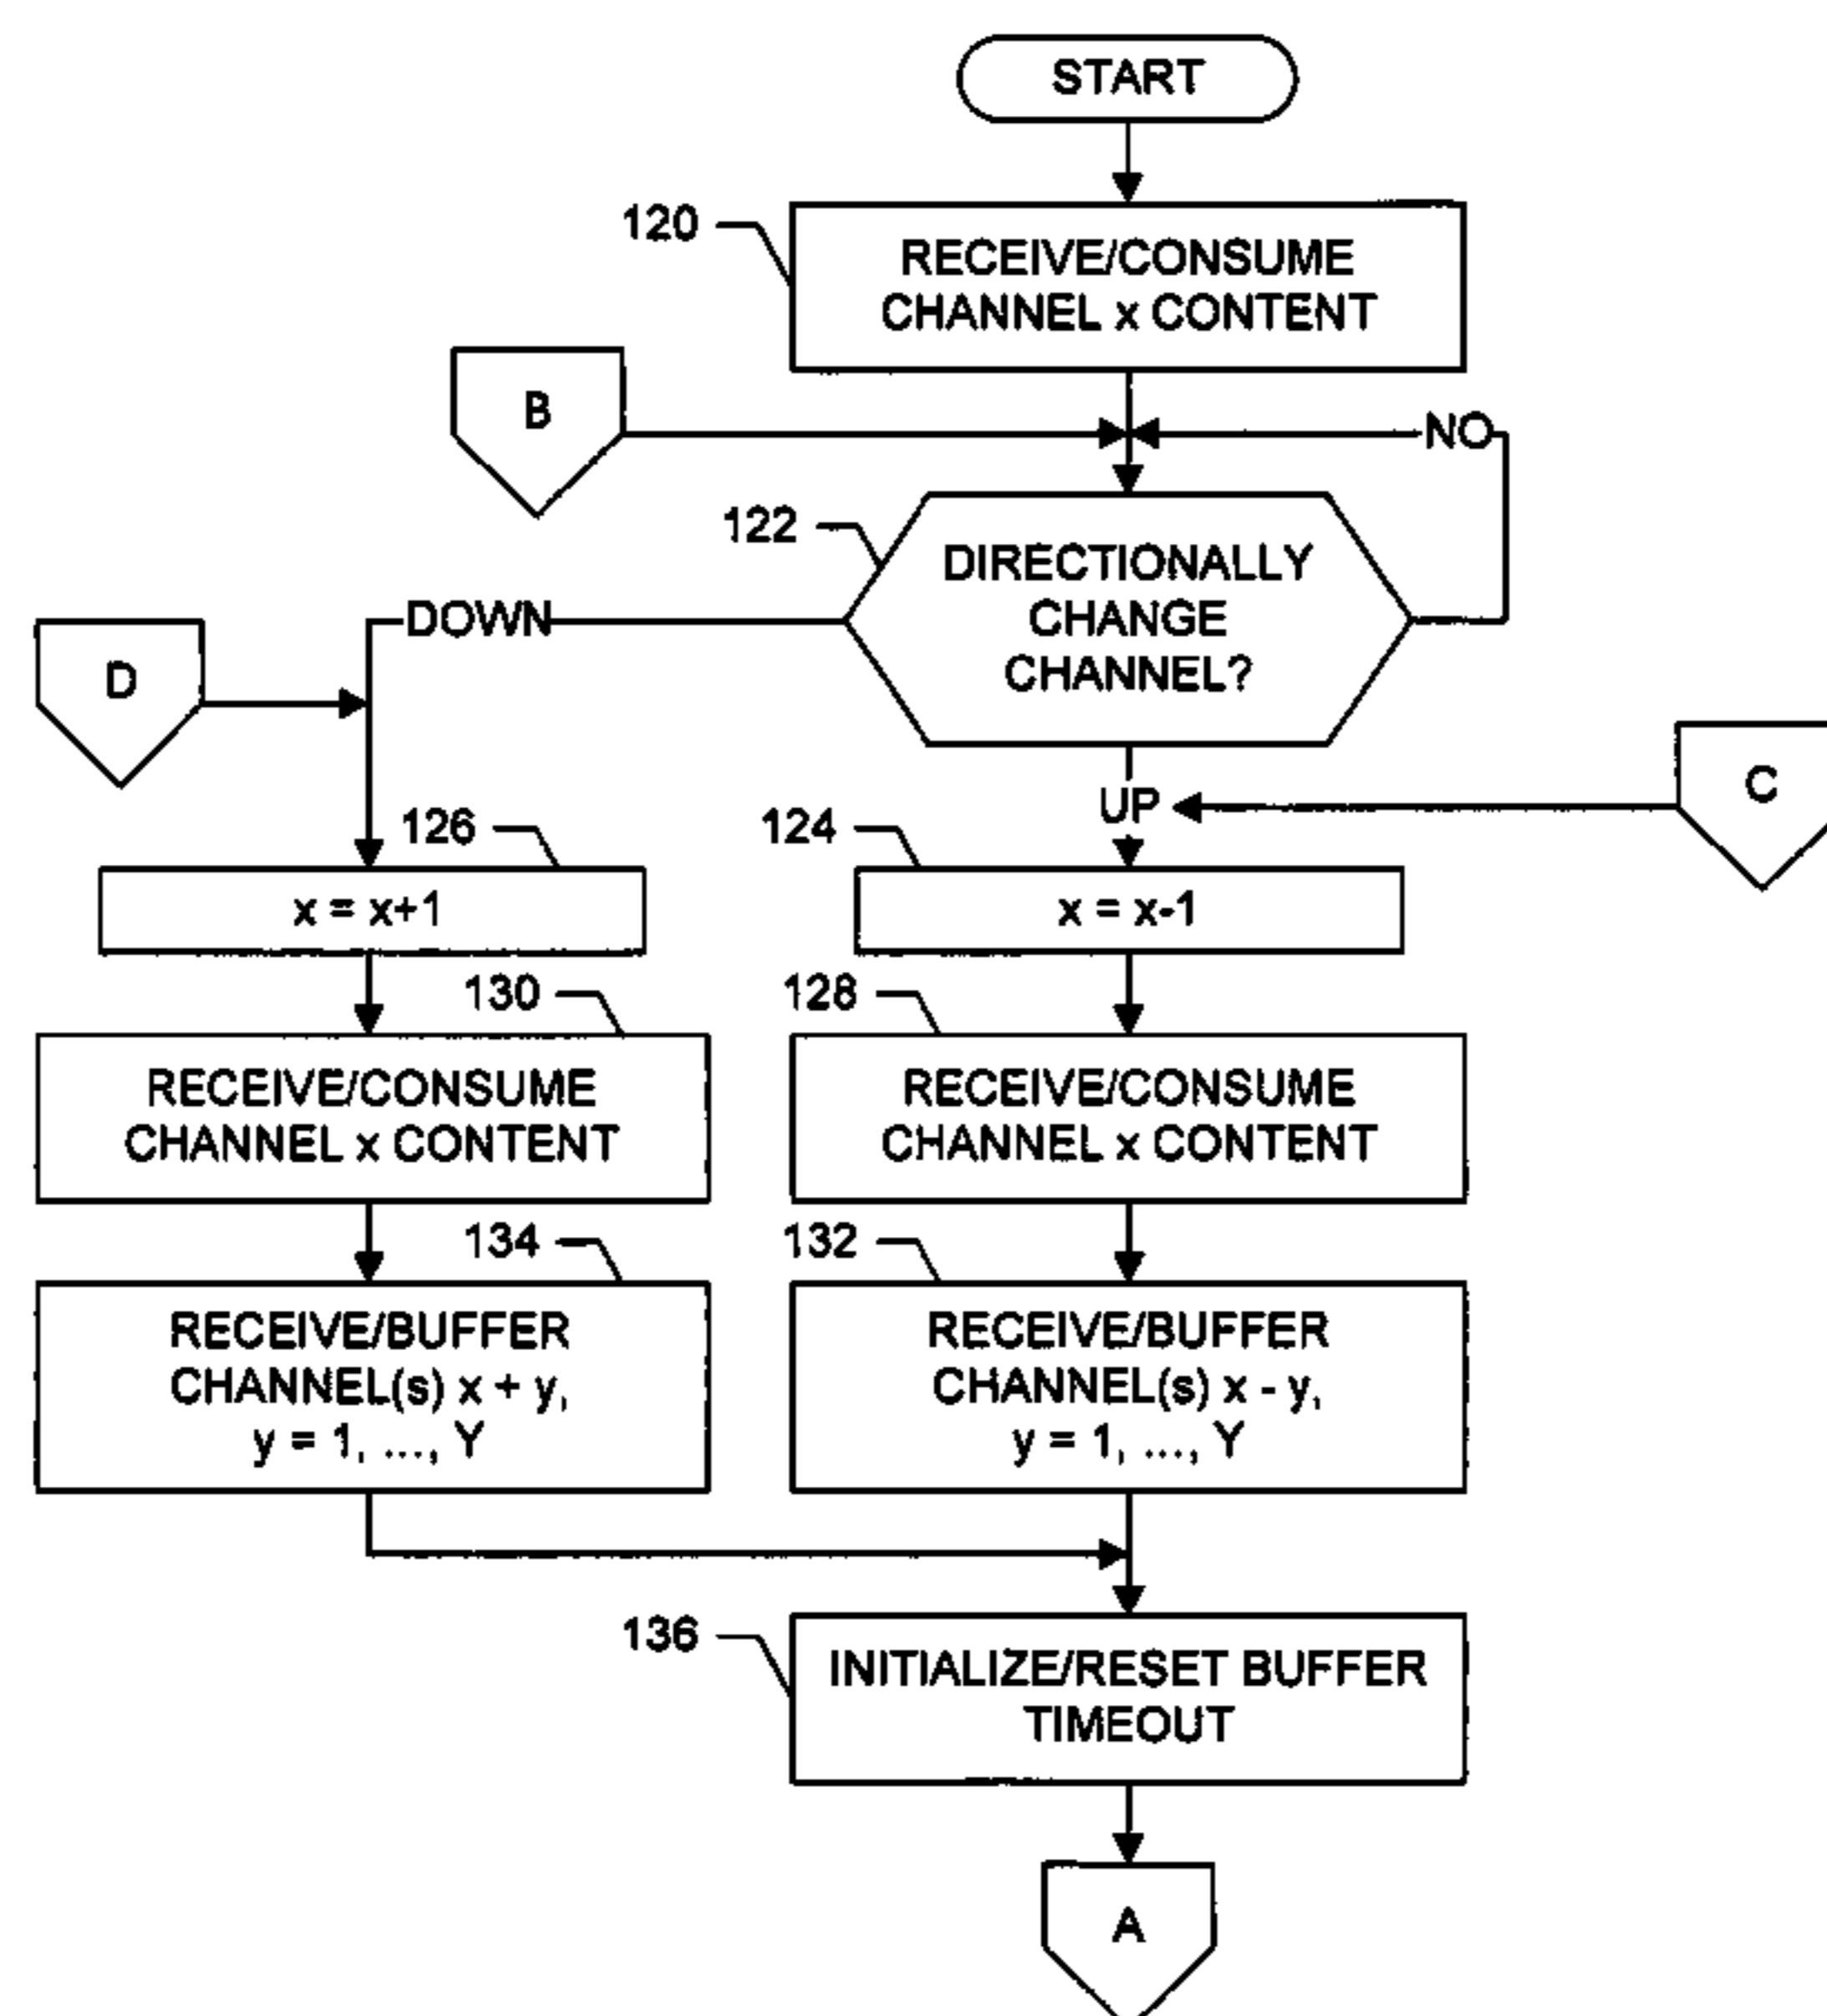 START
120
RECEIVE/CONSUME
CHANNEL x CONTENT
B
NO
122
DIRECTIONALLY
CHANGE
CHANNEL?
DOWN
D
UP
C
126
x = x+1
124
x = x-1
130
RECEIVE/CONSUME
CHANNEL x CONTENT
128
RECEIVE/CONSUME
CHANNEL x CONTENT
134
RECEIVE/BUFFER
CHANNEL(s) x + y,
y = 1, ..., Y
132
RECEIVE/BUFFER
CHANNEL(s) x - y,
y = 1, ..., Y
136
INITIALIZE/RESET BUFFER
TIMEOUT
A